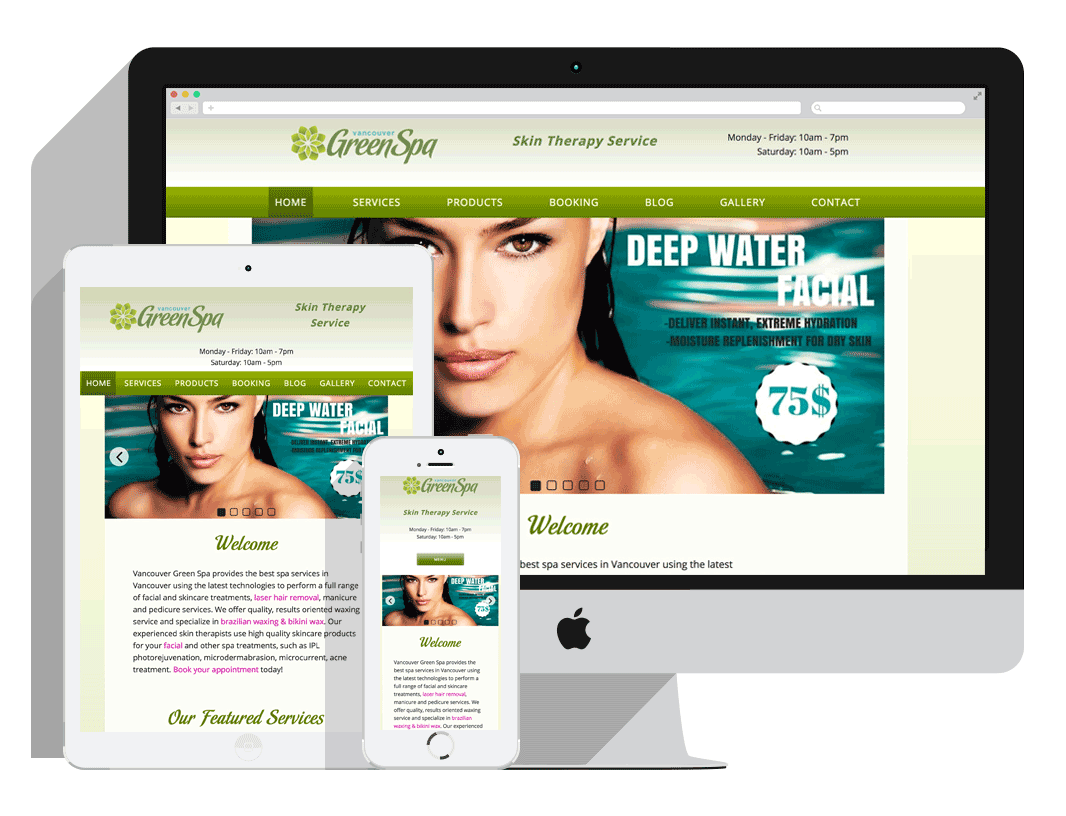 vancouver
GreenSpa
Skin Therapy Service
Monday - Friday: 10am - 7pm
Saturday: 10am - 5pm
HOME SERVICES PRODUCTS BOOKING BLOG GALLERY CONTACT
DEEP WATER
FACIAL
-DELIVER INSTANT, EXTREME HYDRATION
-MOISTURE REPLENISHMENT FOR DRY SKIN
75$
Welcome
best spa services in Vancouver using the latest
vancouver
GreenSpa
Skin Therapy
Service
Monday - Friday: 10am - 7pm
Saturday: 10am - 5pm
HOME SERVICES PRODUCTS BOOKING BLOG GALLERY CONTACT
DEEP WATER
FACIAL
75$
Welcome
Vancouver Green Spa provides the best spa services in
Vancouver using the latest technologies to perform a full range
of facial and skincare treatments, laser hair removal, manicure
and pedicure services. We offer quality, results oriented waxing
service and specialize in brazilian waxing & bikini wax. Our
experienced skin therapists use high quality skincare products
for your facial and other spa treatments, such as IPL
photorejuvenation, microdermabrasion, microcurrent, acne
treatment. Book your appointment today!
Our Featured Services
GreenSpa
Skin Therapy Service
Monday - Friday: 10am - 7pm
Saturday: 10am - 5pm
MENU
DEEP WATER
FACIAL
75$
Welcome
Vancouver Green Spa provides the
best spa services in Vancouver using
the latest technologies to perform a
full range of facial and skincare
treatments, laser hair removal,
manicure and pedicure services. We
offer quality, results oriented waxing
service and specialize in brazilian
waxing & bikini wax. Our experienced